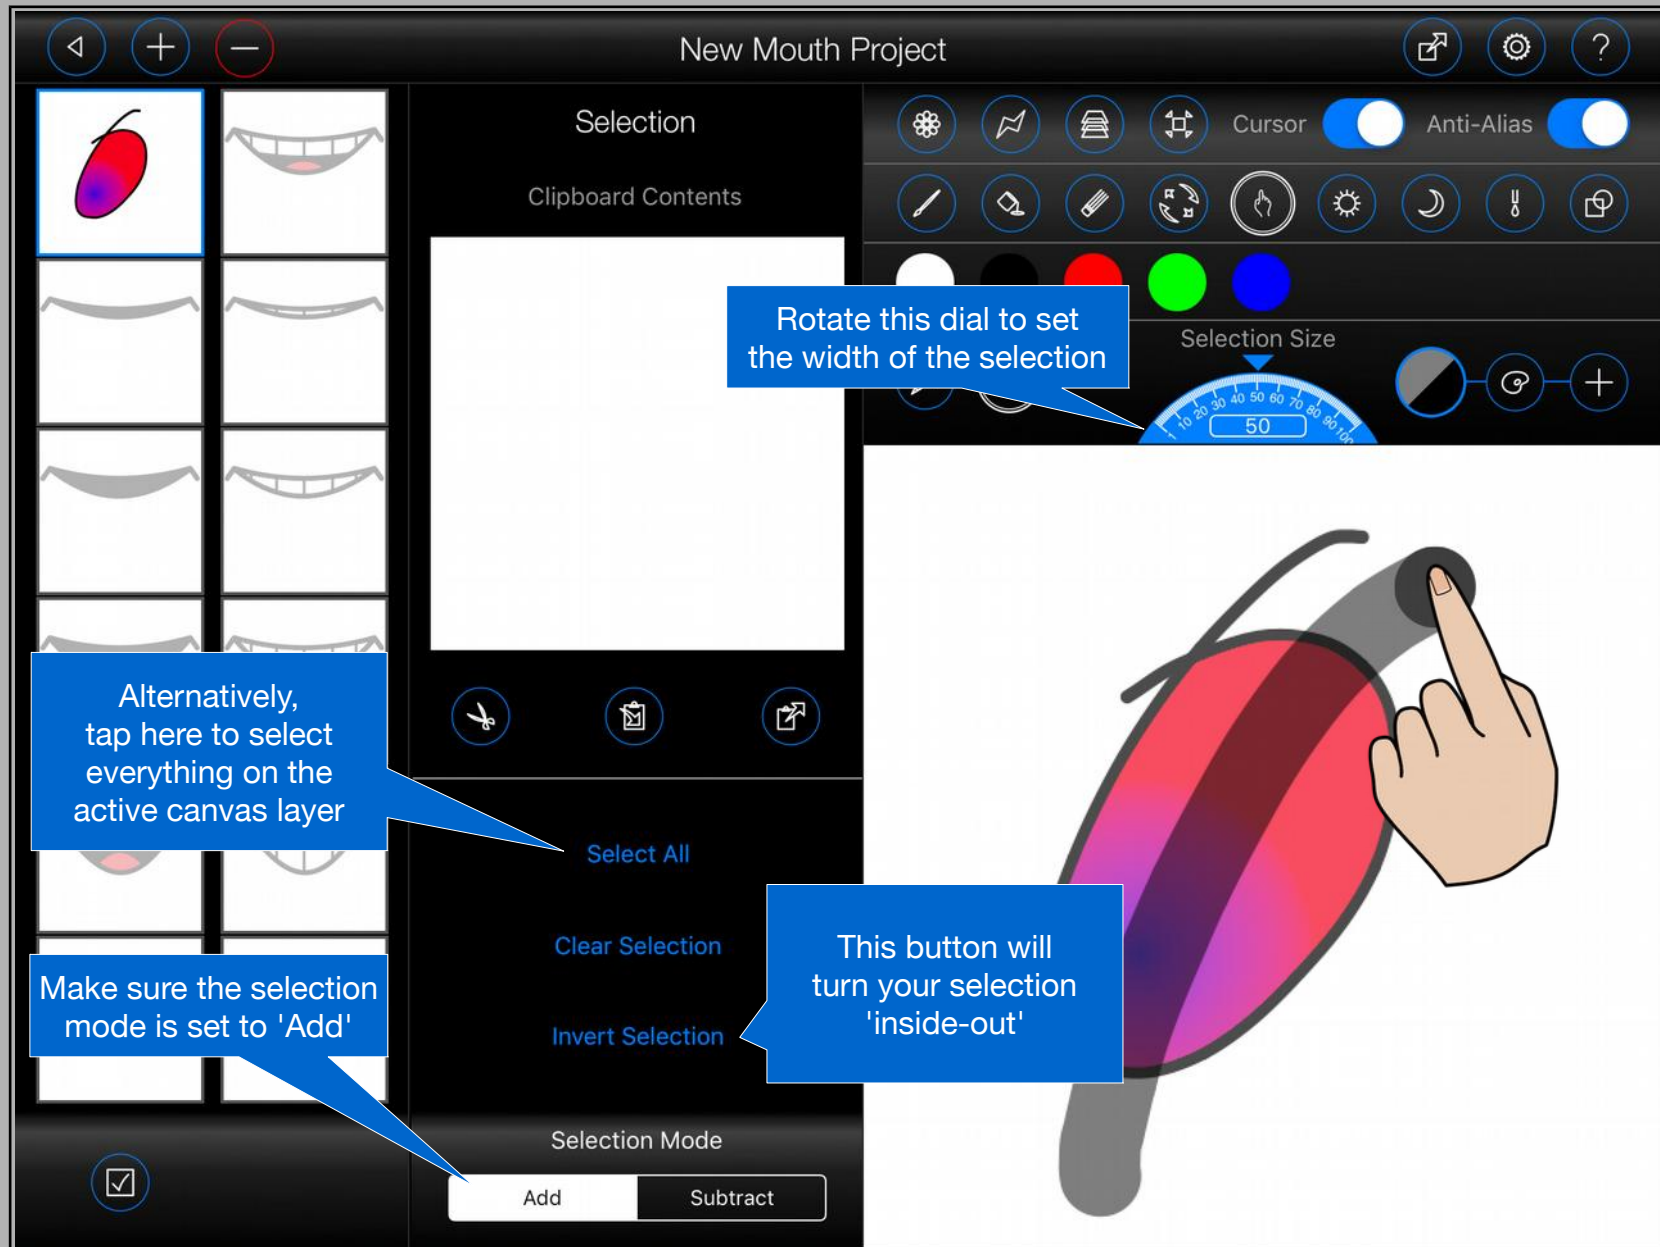 New Mouth Project
?
Selection
Clipboard Contents
Cursor
Anti-Alias
Rotate this dial to set
the width of the selection
Selection Size
1 10 20 30 40 50 60 70 80 90 100
50
Alternatively,
tap here to select
everything on the
active canvas layer
Select All
Clear Selection
Invert Selection
This button will
turn your selection
'inside-out'
Make sure the selection
mode is set to 'Add'
Selection Mode
Add
Subtract